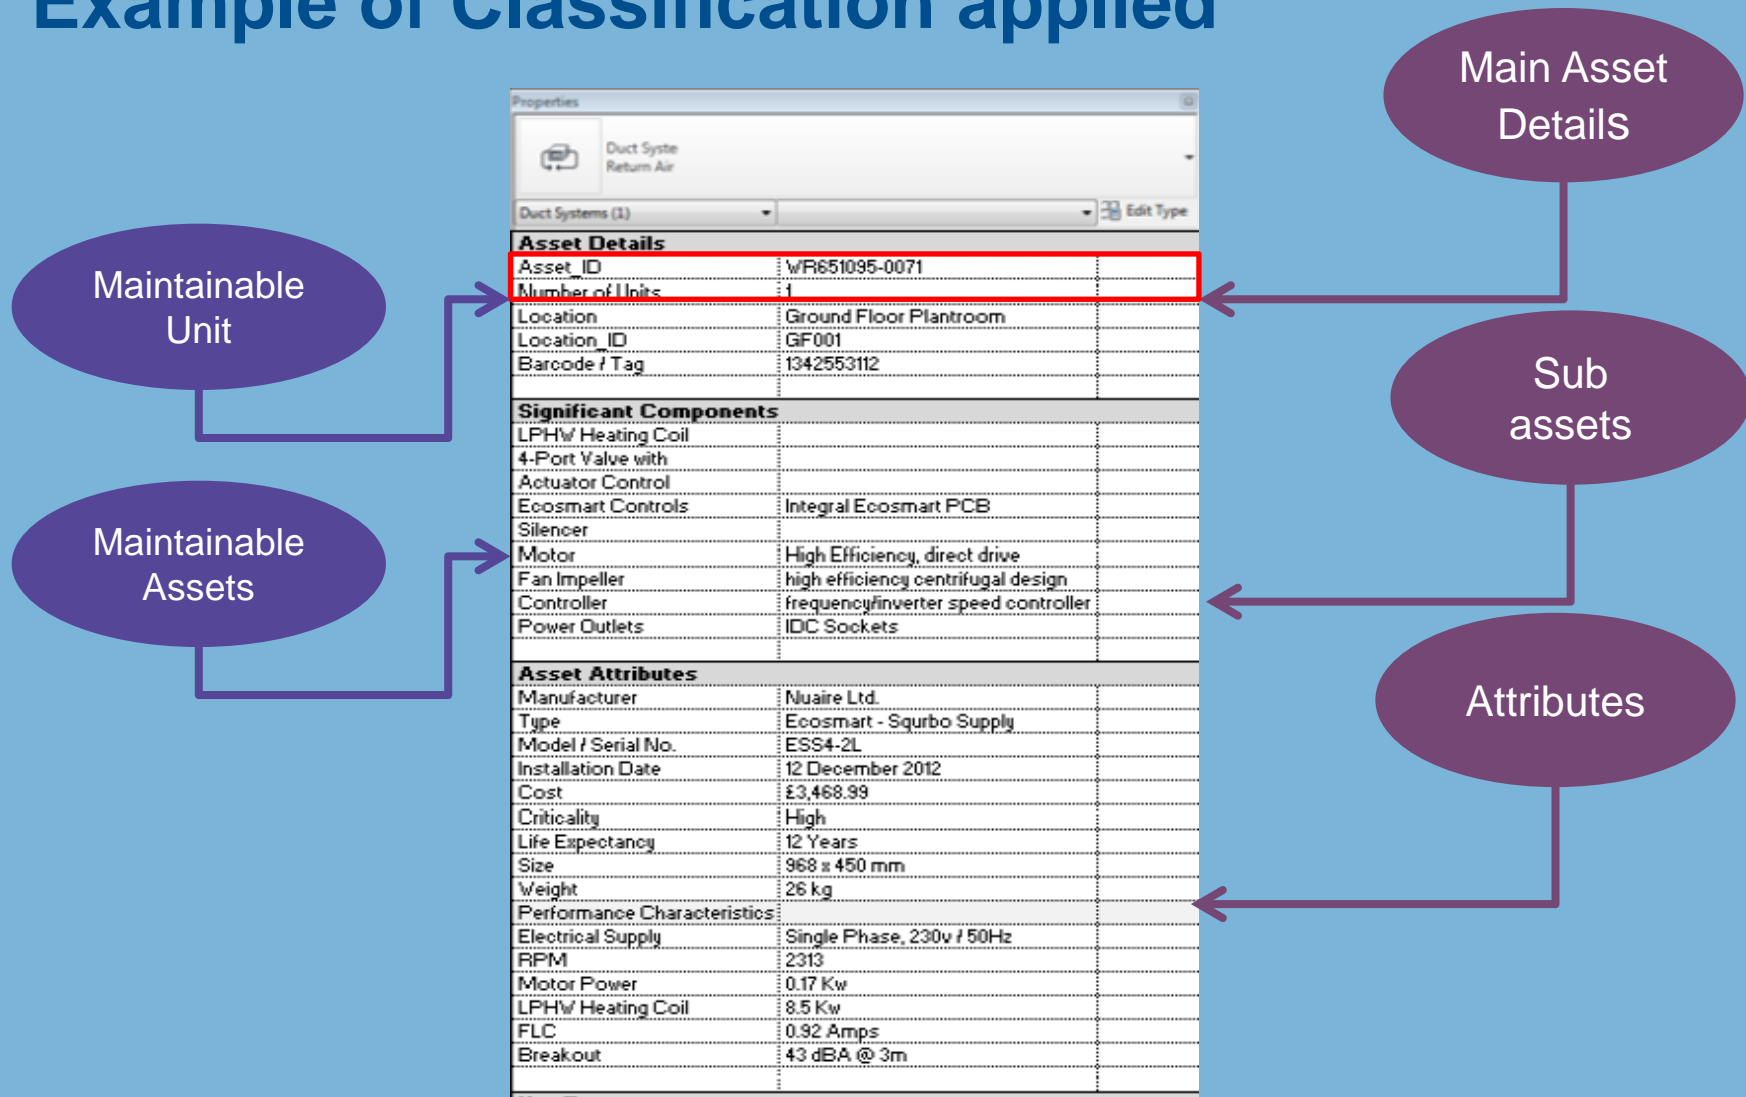 Example of Classification applied
Main Asset
Details
Maintainable
Unit
Sub
assets
Maintainable
Assets
Attributes
Properties
Duct Syste
Return Air
Duct Systems (1)
Edit Type
Asset Details
Asset_ID WR651095-0071
Number of Units 1
Location Ground Floor Plantroom
Location_ID GF001
Barcode / Tag 1342553112
Significant Components
LPHW Heating Coil
4-Port Valve with
Actuator Control
Ecosmart Controls Integral Ecosmart PCB
Silencer
Motor High Efficiency, direct drive
Fan Impeller high efficiency centrifugal design
Controller frequency/inverter speed controller
Power Outlets IDC Sockets
Asset Attributes
Manufacturer Nuaire Ltd.
Type Ecosmart - Squrbo Supply
Model / Serial No. ESS4-2L
Installation Date 12 December 2012
Cost £3,468.99
Criticality High
Life Expectancy 12 Years
Size 968 x 450 mm
Weight 26 kg
Performance Characteristics
Electrical Supply Single Phase, 230v / 50Hz
RPM 2313
Motor Power 0.17 Kw
LPHW Heating Coil 8.5 Kw
FLC 0.92 Amps
Breakout 43 dBA @ 3m